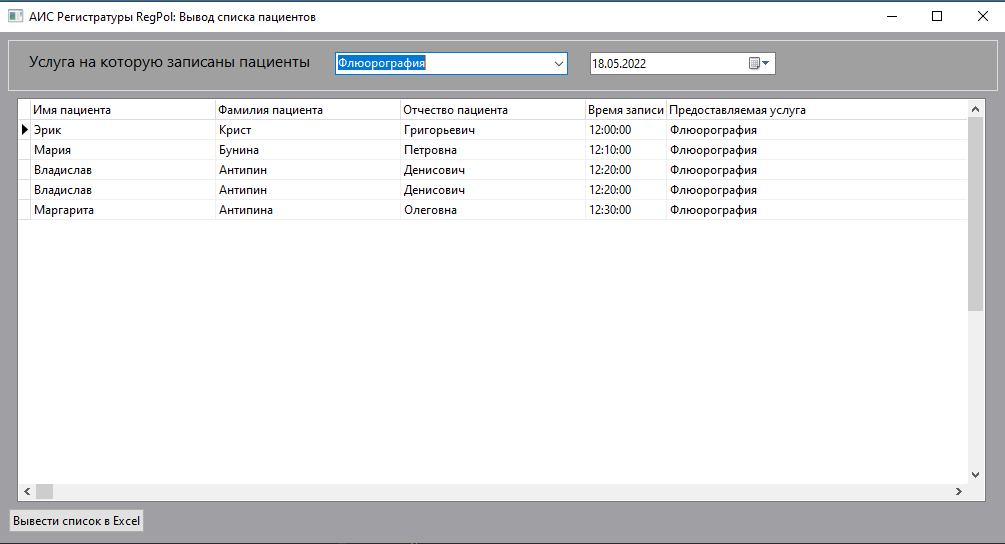 АИС Регистратуры RegPol: Вывод списка пациентов
Услуга на которую записаны пациенты Флюорография 18.05.2022
Имя пациента Фамилия пациента Отчество пациента Время записи Предоставляемая услуга
Эрик Крист Григорьевич 12:00:00 Флюорография
Мария Бунина Петровна 12:10:00 Флюорография
Владислав Антипин Денисович 12:20:00 Флюорография
Владислав Антипин Денисович 12:20:00 Флюорография
Маргарита Антипина Олеговна 12:30:00 Флюорография
Вывести список в Excel